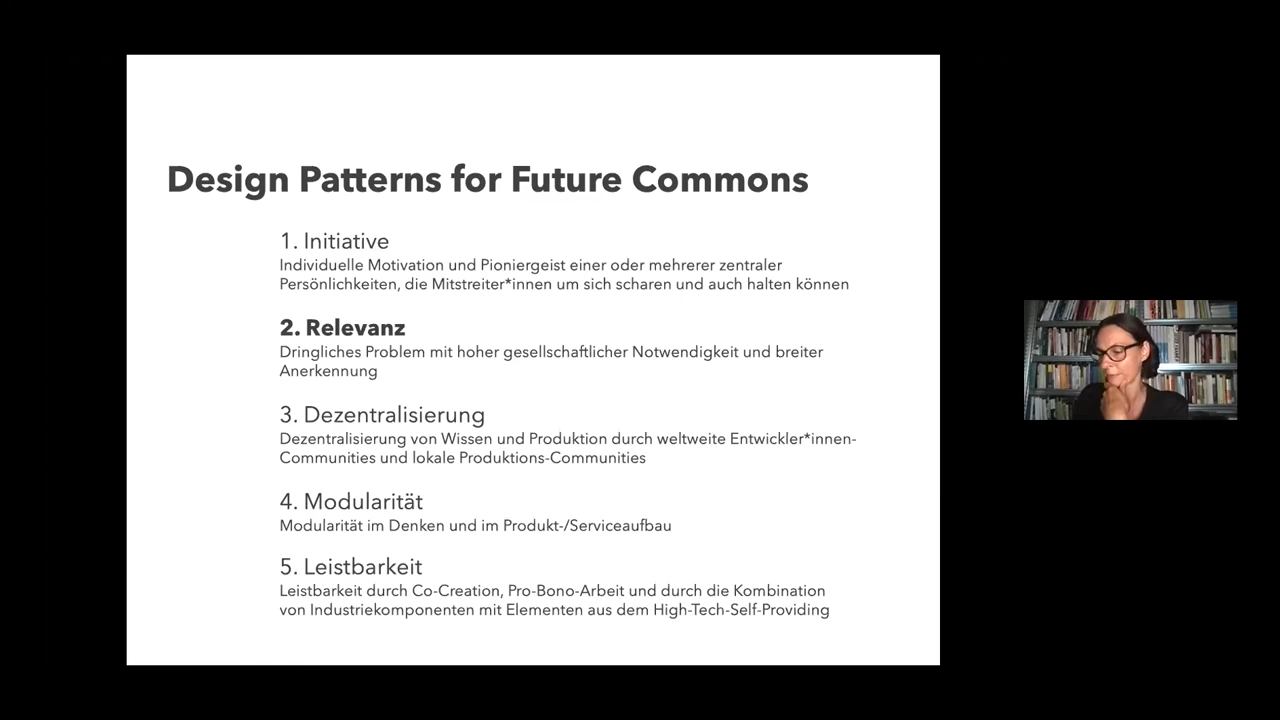 Design Patterns for Future Commons
1. Initiative
Individuelle Motivation und Pioniergeist einer oder mehrerer zentraler
Persönlichkeiten, die Mitstreiter*innen um sich scharen und auch halten können
2. Relevanz
Dringliches Problem mit hoher gesellschaftlicher Notwendigkeit und breiter
Anerkennung
3. Dezentralisierung
Dezentralisierung von Wissen und Produktion durch weltweite Entwickler*innen-
Communities und lokale Produktions-Communities
4. Modularität
Modularität im Denken und im Produkt-/Serviceaufbau
5. Leistbarkeit
Leistbarkeit durch Co-Creation, Pro-Bono-Arbeit und durch die Kombination
von Industriekomponenten mit Elementen aus dem High-Tech-Self-Providing